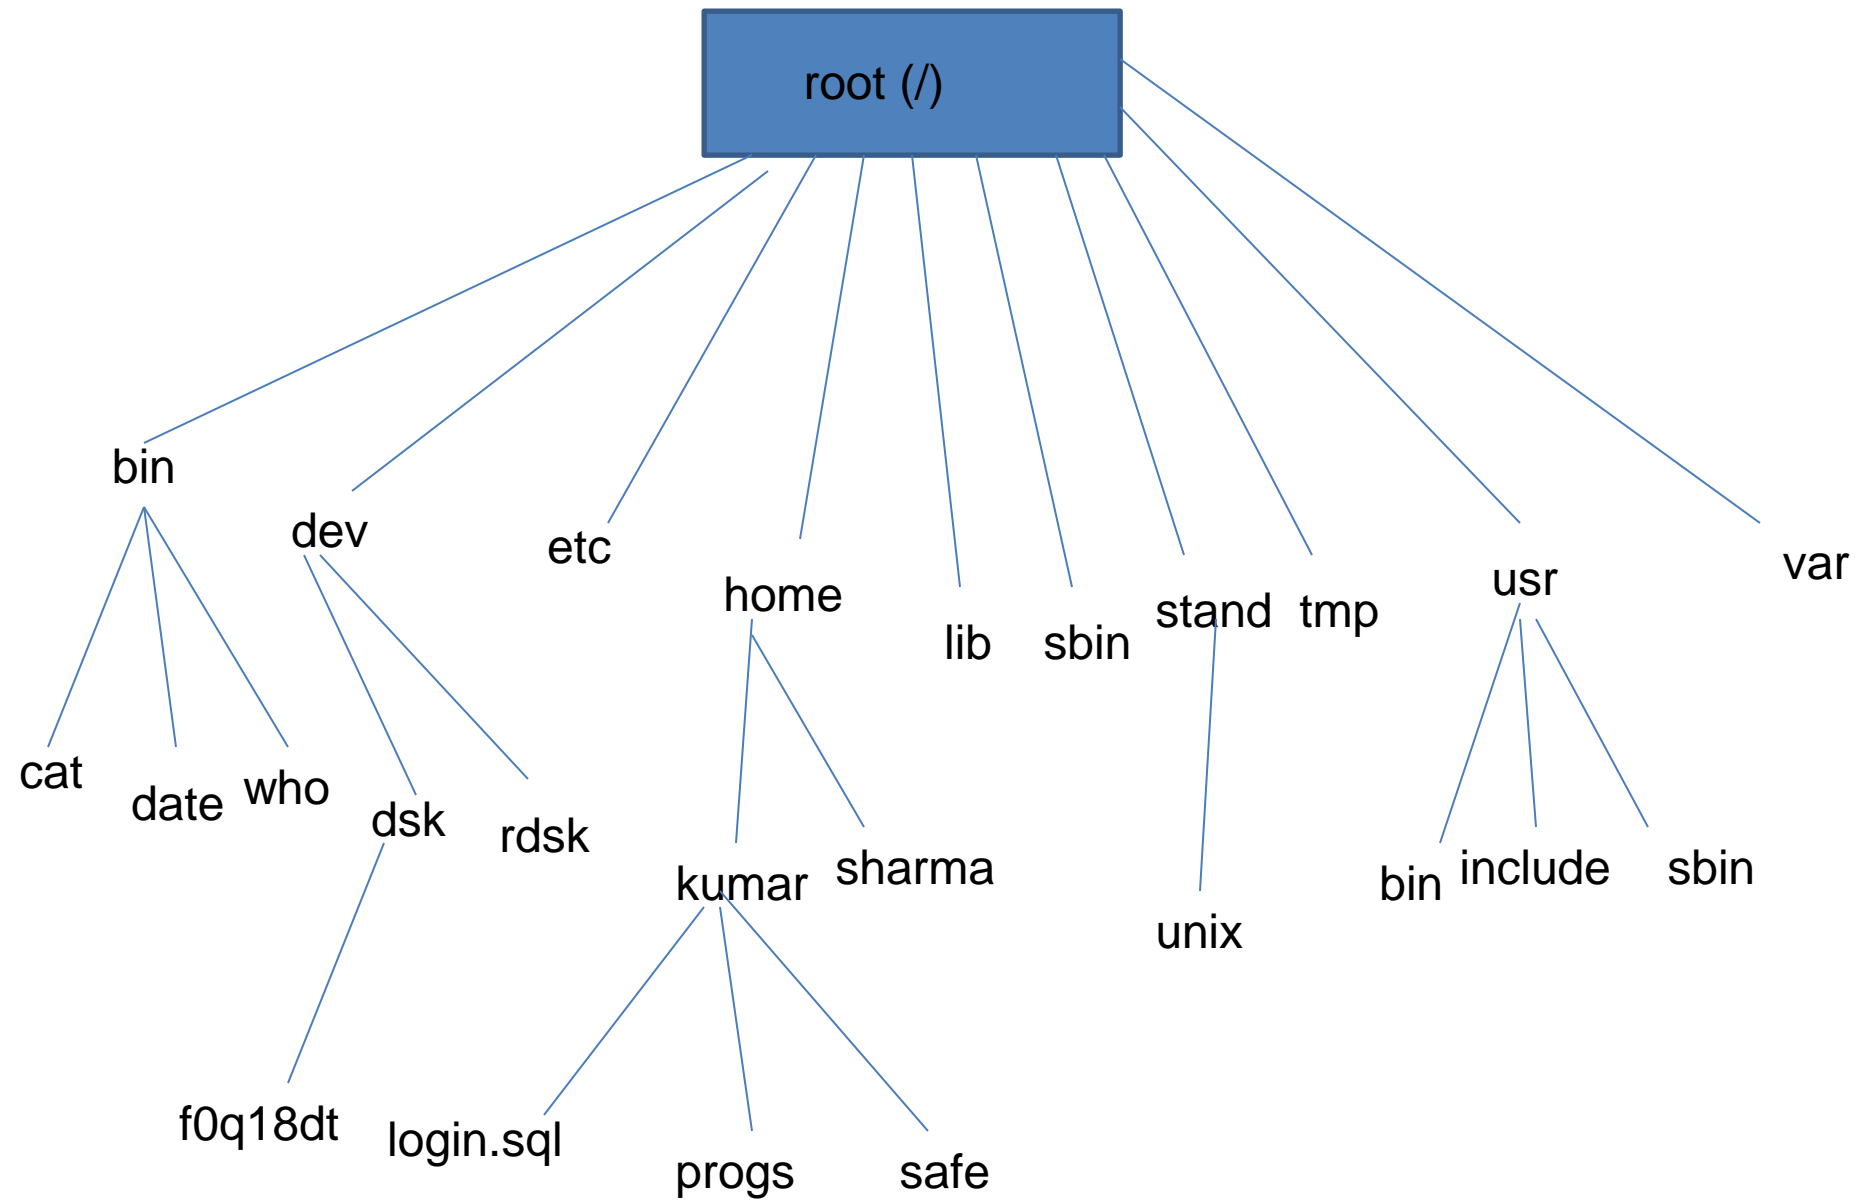 root (/)
bin
dev
etc
home
lib
sbin
stand
tmp
usr
var
cat
date
who
dsk
rdsk
kumar
sharma
unix
bin
include
sbin
f0q18dt
login.sql
progs
safe